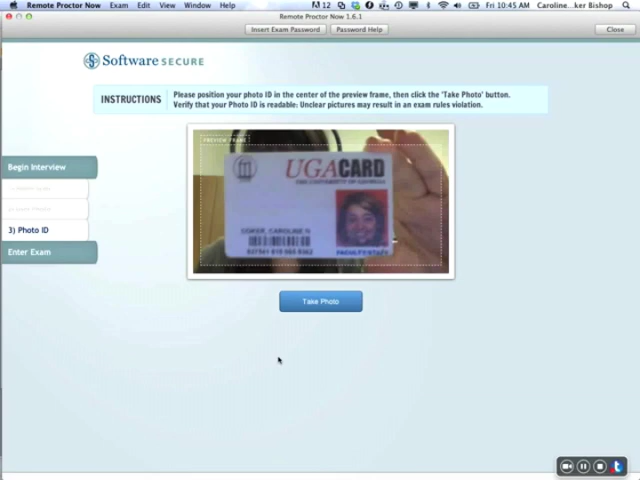 Remote Proctor Now Exam Edit View Window Help
12
Fri 10:45 AM Caroline...ker Bishop
Remote Proctor Now 1.6.1
Insert Exam Password
Password Help
Close
Software SECURE
INSTRUCTIONS
Please position your photo ID in the center of the preview frame, then click the 'Take Photo' button.
Verify that your Photo ID is readable: Unclear pictures may result in an exam rules violation.
PREVIEW FRAME
UGACARD
THE UNIVERSITY OF GEORGIA
FACULTY/STAFF
Begin Interview
3) Photo ID
Enter Exam
Take Photo